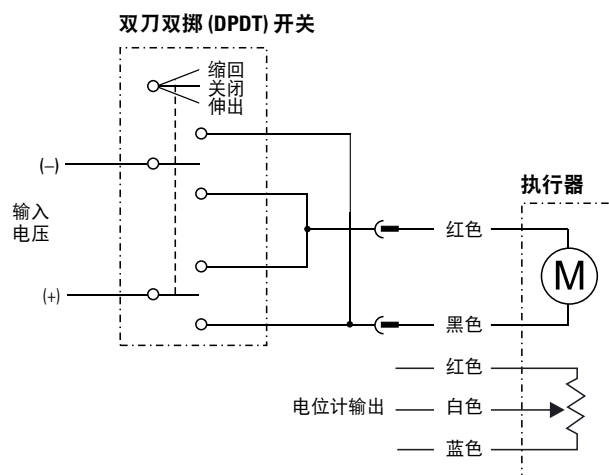 双刀双掷 (DPDT) 开关
缩回
关闭
伸出
(–)
输入
电压
(+)
执行器
红色
M
黑色
红色
电位计输出
白色
蓝色